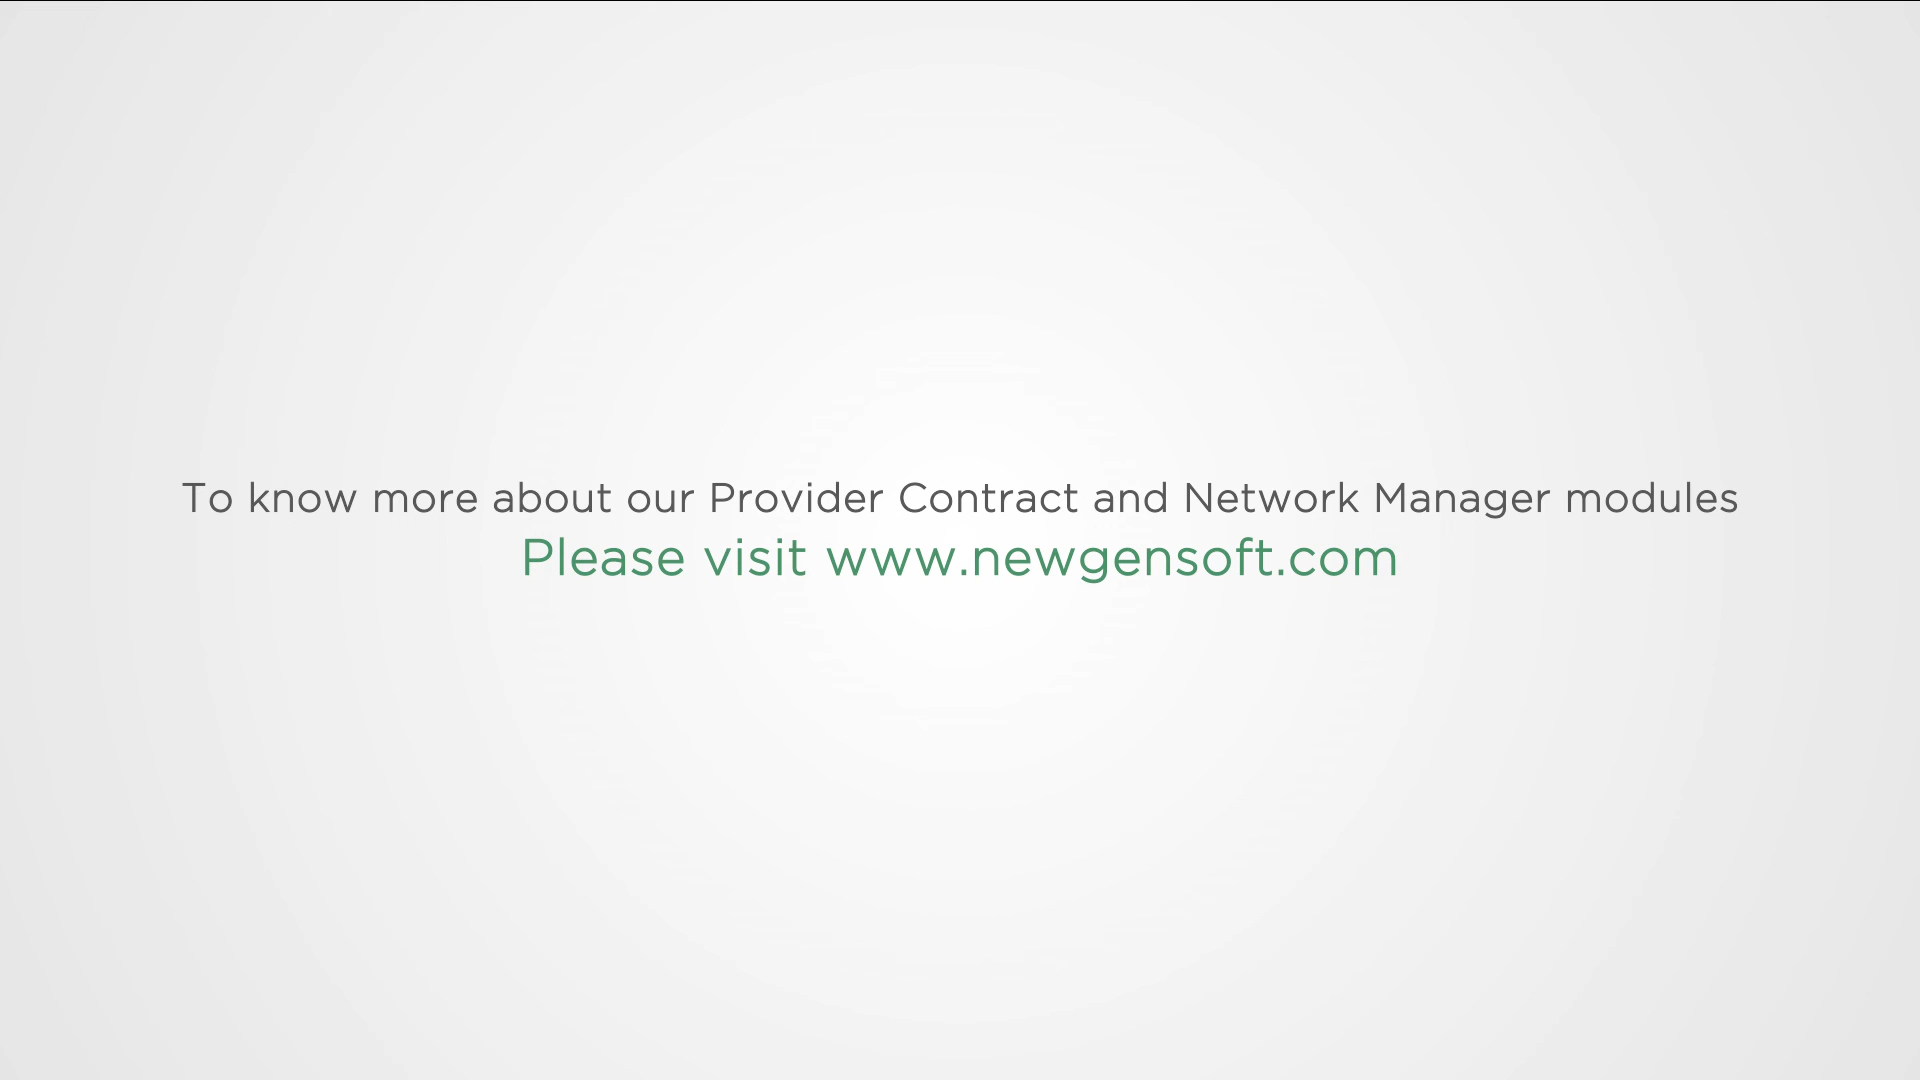 To know more about our Provider Contract and Network Manager modules
Please visit www.newgensoft.com